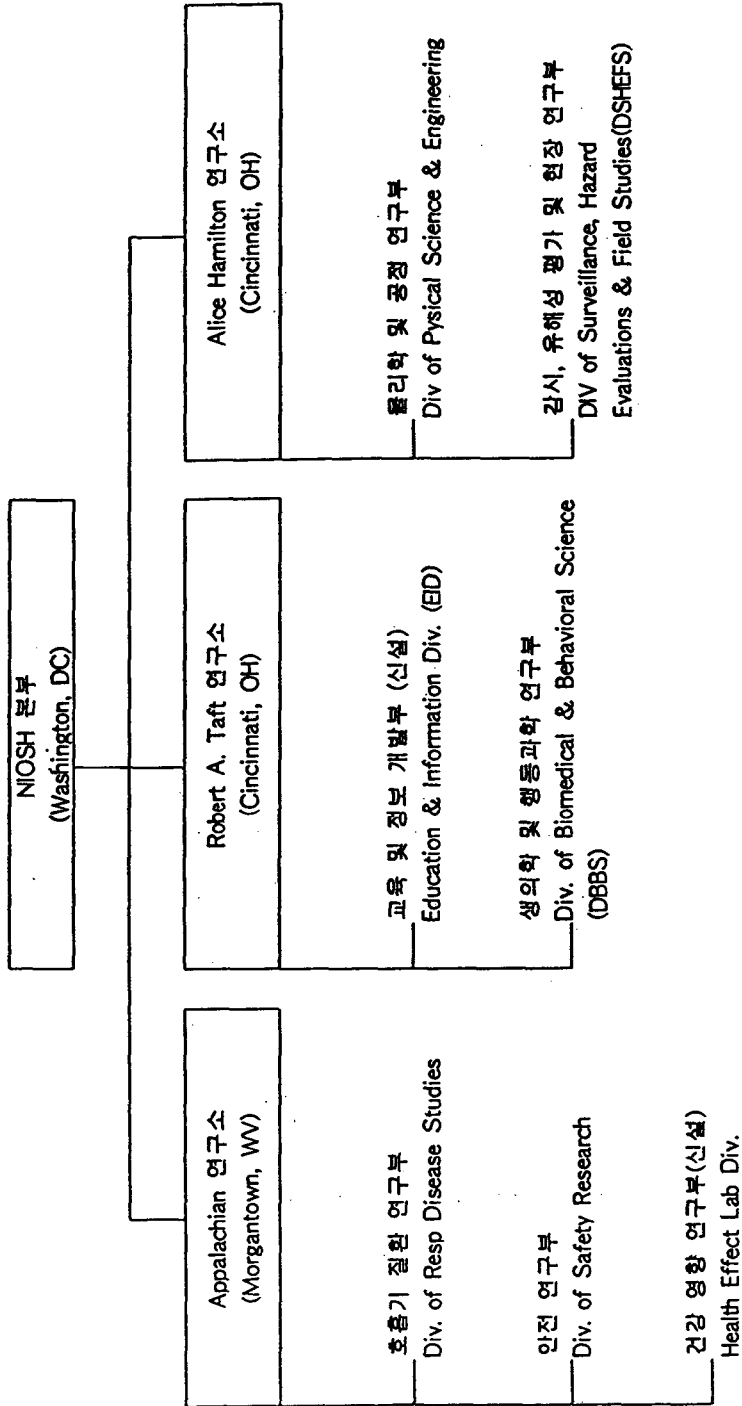 NIOSH 본부
(Washington, DC)
Appalachian 연구소
(Morgantown, WV)
호흡기 질환 연구부
Div. of Resp Disease Studies
안전 연구부
Div. of Safety Research
건강 영향 연구부(신설)
Health Effect Lab Div.
Robert A. Taft 연구소
(Cincinnati, OH)
교육 및 정보 개발부 (신설)
Education & Information Div. (EID)
생의학 및 행동과학 연구부
Div. of Biomedical & Behavioral Science
(DBBS)
Alice Hamilton 연구소
(Cincinnati, OH)
물리학 및 공정 연구부
Div of Pysical Science & Engineering
감시, 유해성 평가 및 현장 연구부
DIV of Surveillance, Hazard
Evaluations & Field Studies(DSHEFS)